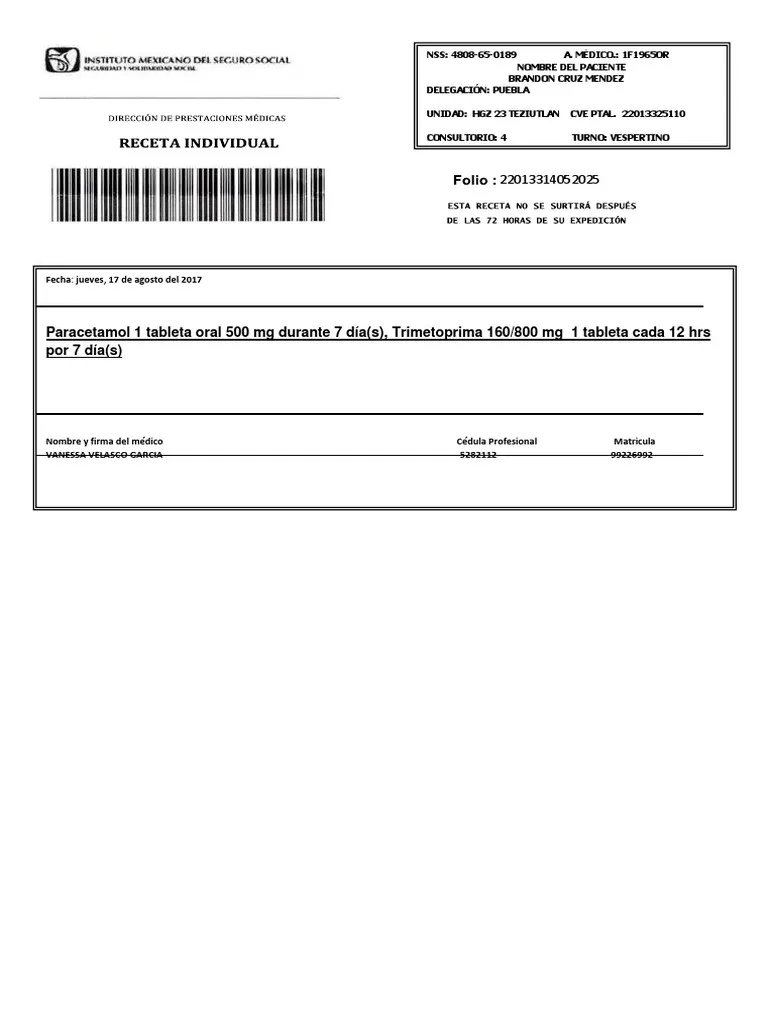 INSTITUTO MEXICANO DEL SEGURO SOCIAL
SEGURIDAD Y SOLIDARIDAD SOCIAL
DIRECCIÓN DE PRESTACIONES MÉDICAS
RECETA INDIVIDUAL
NSS: 4808-65-0189 A. MÉDICO.: 1F1965OR
NOMBRE DEL PACIENTE
BRANDON CRUZ MENDEZ
DELEGACIÓN: PUEBLA
UNIDAD: HGZ 23 TEZIUTLAN CVE PTAL. 22013325110
CONSULTORIO: 4 TURNO: VESPERTINO
Folio : 22013314052025
ESTA RECETA NO SE SURTIRÁ DESPUÉS
DE LAS 72 HORAS DE SU EXPEDICIÓN
Fecha: jueves, 17 de agosto del 2017
Paracetamol 1 tableta oral 500 mg durante 7 día(s), Trimetoprima 160/800 mg 1 tableta cada 12 hrs
por 7 día(s)
Nombre y firma del médico Cédula Profesional Matricula
VANESSA VELASCO GARCIA 5282112 99226992